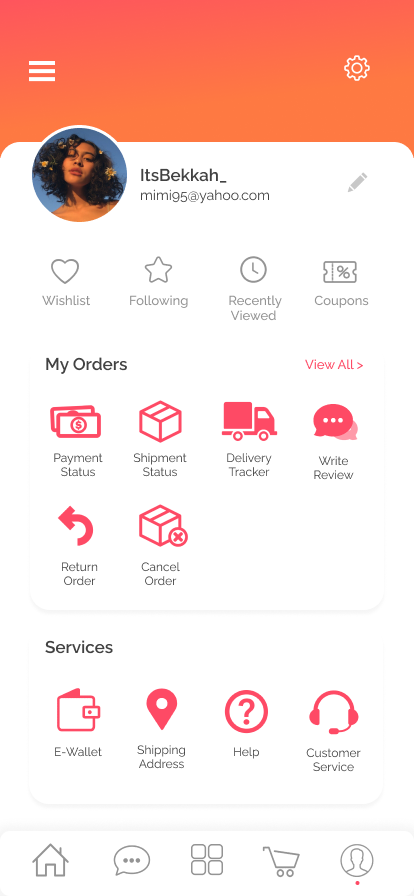 ItsBekkah_
mimi95@yahoo.com
Wishlist
Following
Recently
Viewed
Coupons
%
My Orders
View All >
$
Payment
Status
Shipment
Status
Delivery
Tracker
Write
Review
Return
Order
Cancel
Order
Services
?
E-Wallet
Shipping
Address
Help
Customer
Service